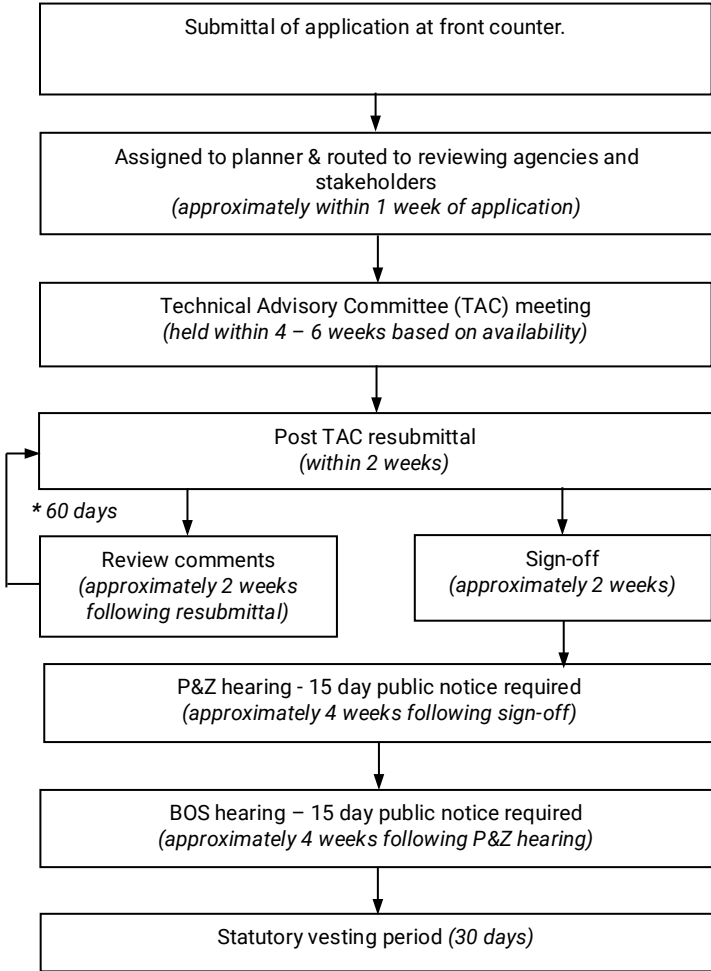 Submittal of application at front counter.
Assigned to planner & routed to reviewing agencies and
stakeholders
(approximately within 1 week of application)
Technical Advisory Committee (TAC) meeting
(held within 4 – 6 weeks based on availability)
Post TAC resubmittal
(within 2 weeks)
* 60 days
Review comments
(approximately 2 weeks
following resubmittal)
Sign-off
(approximately 2 weeks)
P&Z hearing - 15 day public notice required
(approximately 4 weeks following sign-off)
BOS hearing – 15 day public notice required
(approximately 4 weeks following P&Z hearing)
Statutory vesting period (30 days)